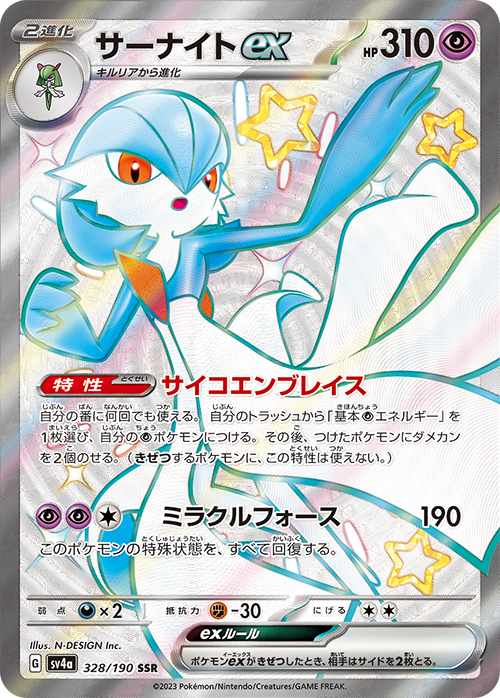 2進化 サーナイトex HP310
キルリアから進化
特性 とくせい サイコエンブレイス
自分の番に何回でも使える。自分のトラッシュから「基本超エネルギー」を
1枚選び、自分の超ポケモンにつける。その後、つけたポケモンにダメカン
を2個のせる。(きぜつするポケモンに、この特性は使えない。)
ミラクルフォース 190
このポケモンの特殊状態を、すべて回復する。
弱点 ×2 抵抗力 -30 にげる
exルール
ポケモンexがきぜつしたとき、相手はサイドを2枚とる。
Illus. N-DESIGN Inc.
G sv4a 328/190 SSR
©2023 Pokémon/Nintendo/Creatures/GAME FREAK.